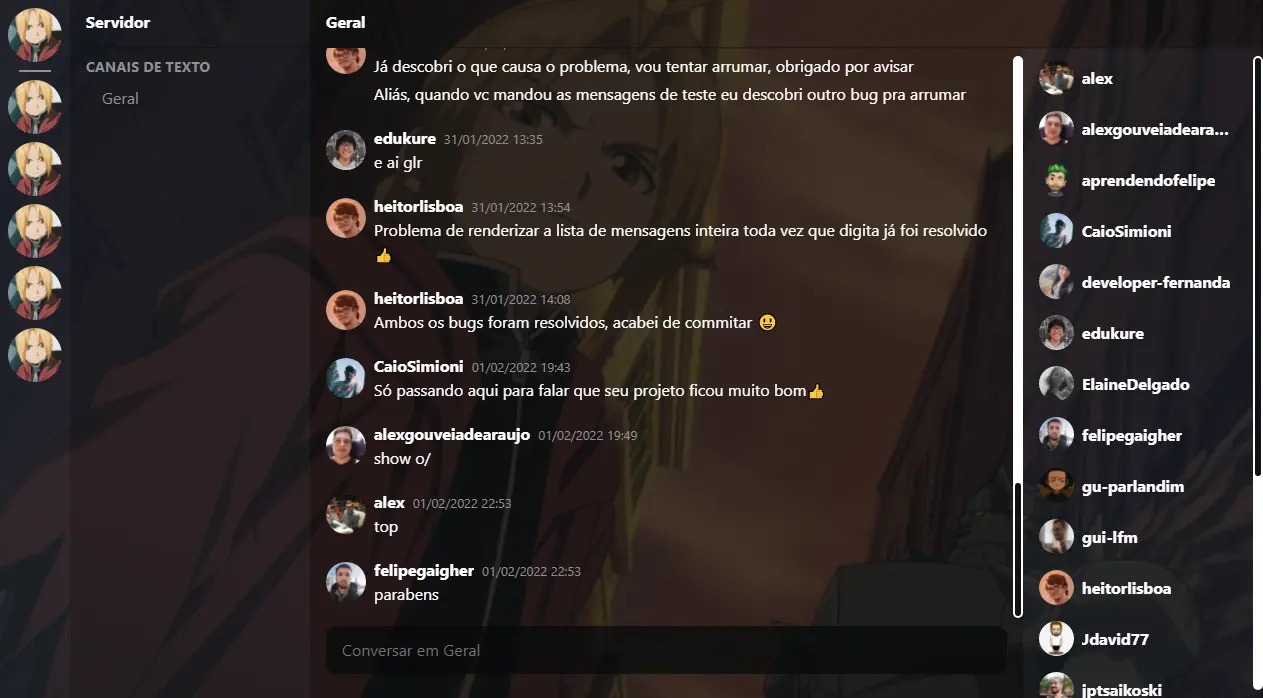 Servidor
CANAIS DE TEXTO
Geral
Geral
Já descobri o que causa o problema, vou tentar arrumar, obrigado por avisar
Aliás, quando vc mandou as mensagens de teste eu descobri outro bug pra arrumar
edukure 31/01/2022 13:35
e ai glr
heitorlisboa 31/01/2022 13:54
Problema de renderizar a lista de mensagens inteira toda vez que digita já foi resolvido
👍
heitorlisboa 31/01/2022 14:08
Ambos os bugs foram resolvidos, acabei de commitar 😃
CaioSimioni 01/02/2022 19:43
Só passando aqui para falar que seu projeto ficou muito bom👍
alexgouveiadearaujo 01/02/2022 19:49
show o/
alex 01/02/2022 22:53
top
felipegaigher 01/02/2022 22:53
parabens
Conversar em Geral
alex
alexgouveiadeara...
aprendendofelipe
CaioSimioni
developer-fernanda
edukure
ElaineDelgado
felipegaigher
gu-parlandim
gui-lfm
heitorlisboa
Jdavid77
jptsaikoski